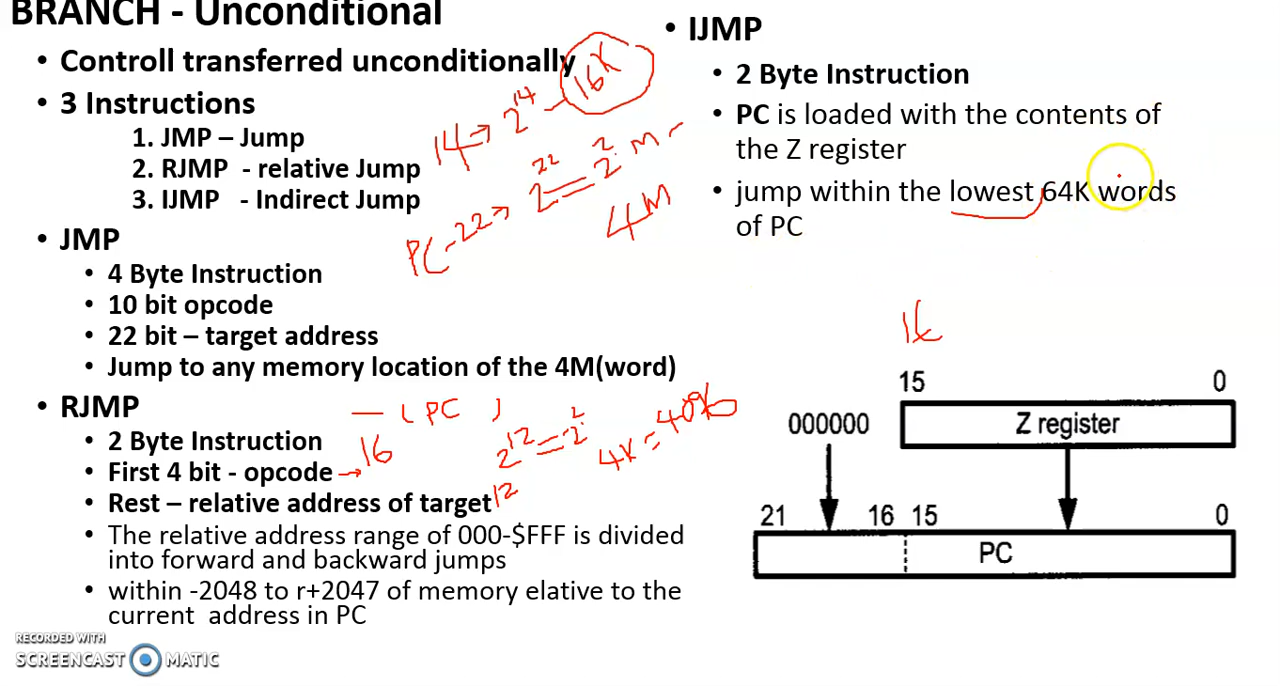 BRANCH - Unconditional
• Controll transferred unconditionally
• 3 Instructions
1. JMP – Jump
2. RJMP - relative Jump
3. IJMP - Indirect Jump
14 → 2^14 – 16K
PC - 22 → 2^22 = 2^2 M –
4M
• JMP
• 4 Byte Instruction
• 10 bit opcode
• 22 bit – target address
• Jump to any memory location of the 4M(word)
• RJMP
— ( PC )
• 2 Byte Instruction
• First 4 bit - opcode → 16
2^12 = 2^2
4K = 4096
• Rest – relative address of target 12
• The relative address range of 000-$FFF is divided
into forward and backward jumps
• within -2048 to r+2047 of memory elative to the
current address in PC
RECORDED WITH
SCREENCAST MATIC
• IJMP
• 2 Byte Instruction
• PC is loaded with the contents of
the Z register
• jump within the lowest 64K words
of PC
15 0
000000 Z register
21 16 15 0
PC